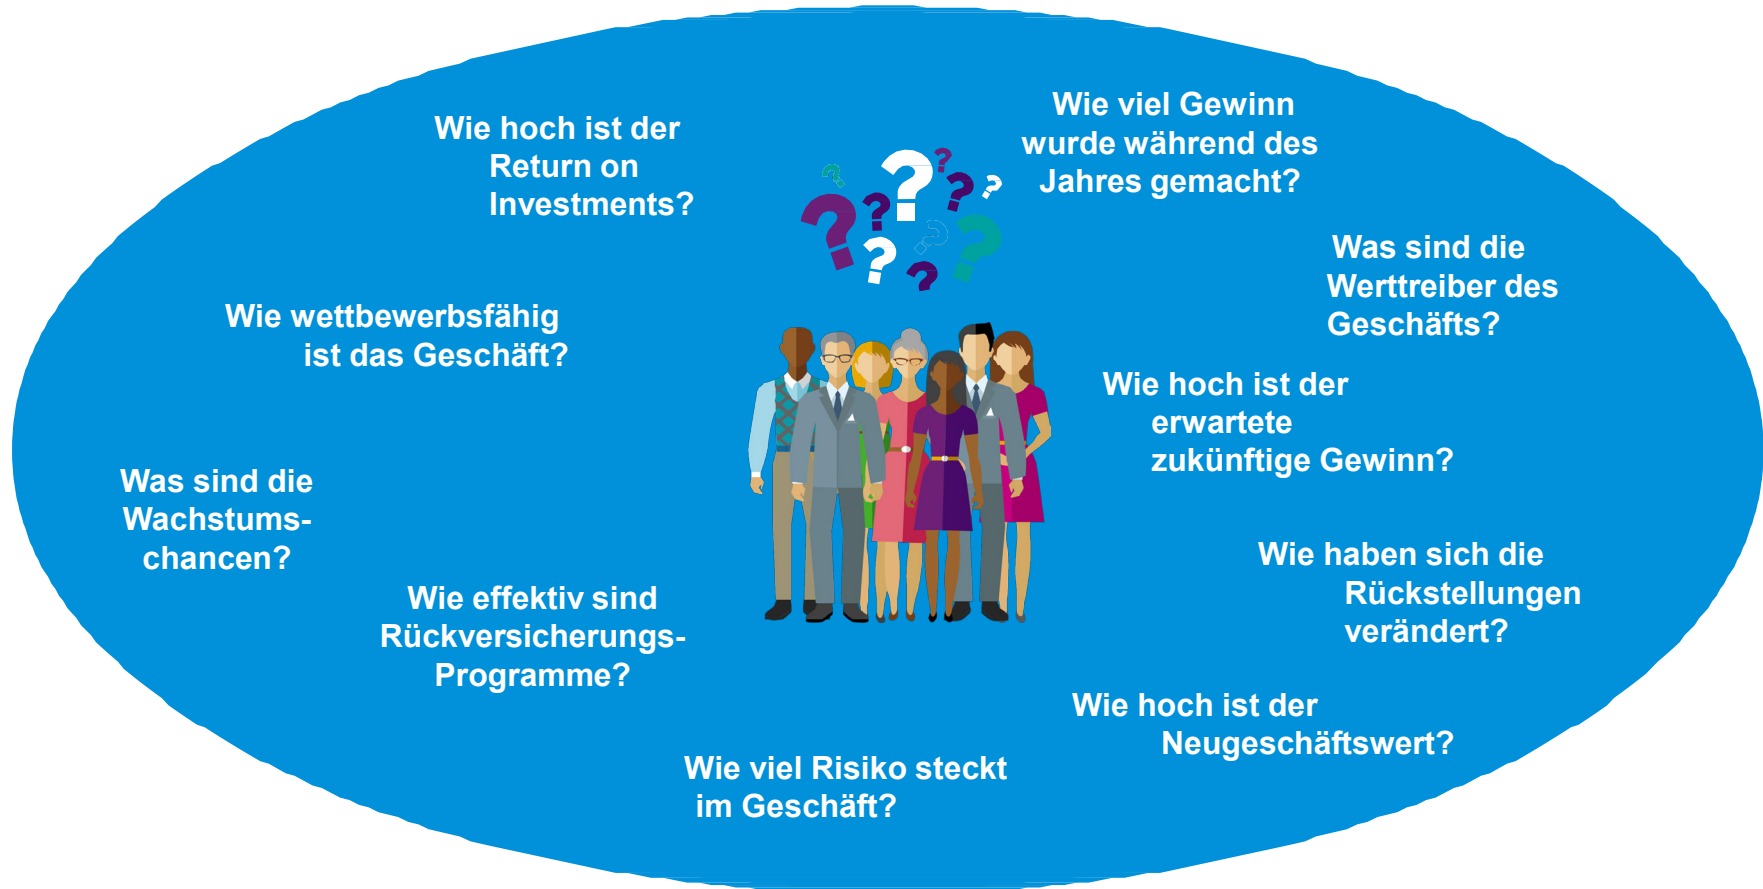 Wie hoch ist der
Return on
Investments?
Wie viel Gewinn
wurde während des
Jahres gemacht?
Was sind die
Werttreiber des
Geschäfts?
Wie wettbewerbsfähig
ist das Geschäft?
Wie hoch ist der
erwartete
zukünftige Gewinn?
Was sind die
Wachstums-
chancen?
Wie haben sich die
Rückstellungen
verändert?
Wie effektiv sind
Rückversicherungs-
Programme?
Wie hoch ist der
Neugeschäftswert?
Wie viel Risiko steckt
im Geschäft?